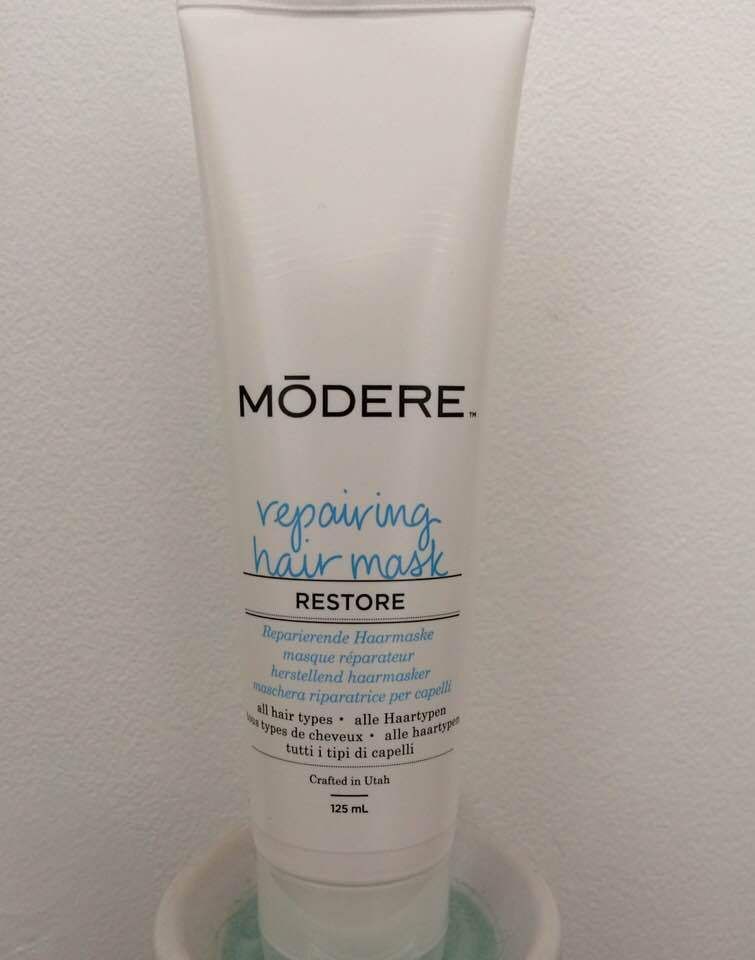 MŌDERE™
repairing
hair mask
RESTORE
Reparierende Haarmaske
masque réparateur
herstellend haarmasker
maschera riparatrice per capelli
all hair types • alle Haartypen
tous types de cheveux • alle haartypen
tutti i tipi di capelli
Crafted in Utah
125 mL